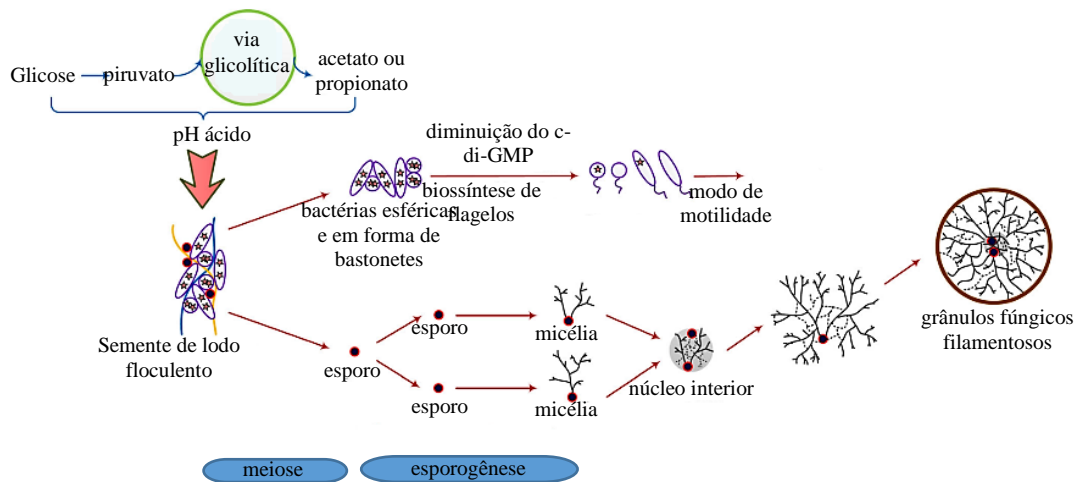 Glicose
piruvato
via
glicolítica
acetato ou
propionato
pH ácido
Semente de lodo
floculento
bactérias esféricas
e em forma de
bastonetes
diminuição do c-
di-GMP
biossíntese de
flagelos
modo de
motilidade
esporo
esporo
micélia
esporo
micélia
núcleo interior
grânulos fúngicos
filamentosos
meiose
esporogênese